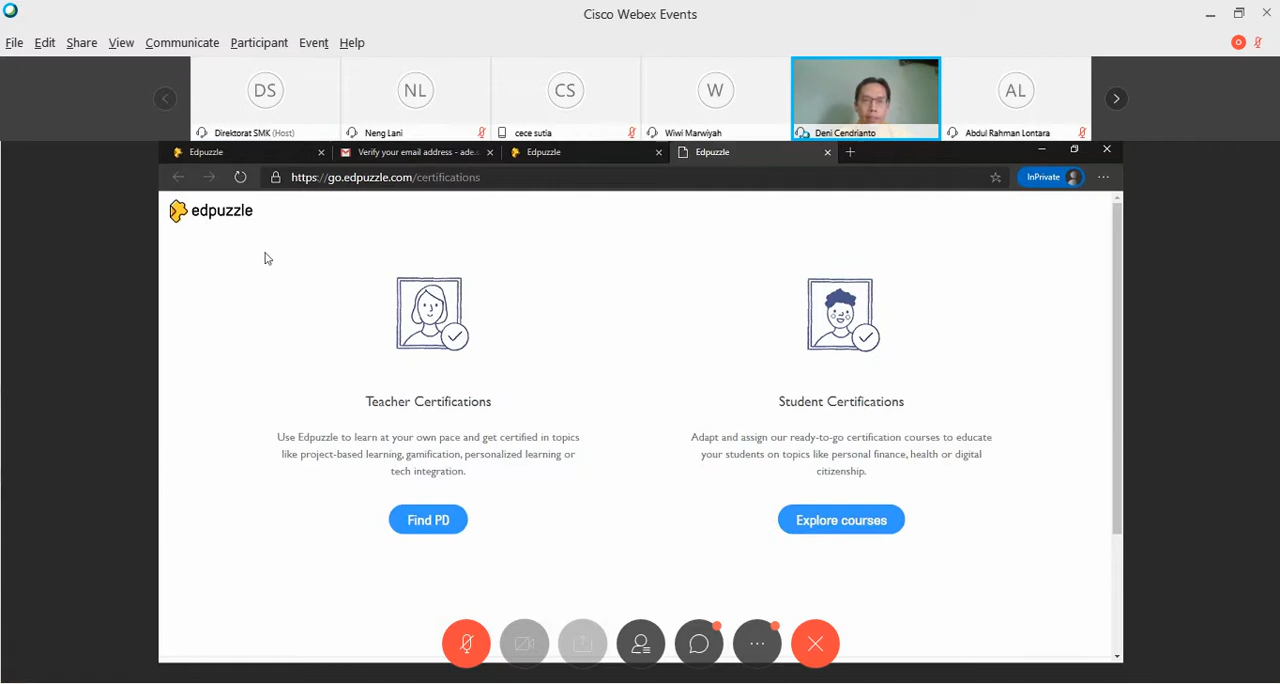 Cisco Webex Events
File Edit Share View Communicate Participant Event Help
DS NL CS W AL
Direktorat SMK (Host) Neng Lani cece sutia Wiwi Marwiyah Deni Cendrianto Abdul Rahman Lontara
Edpuzzle Verify your email address - ade. Edpuzzle Edpuzzle
https://go.edpuzzle.com/certifications InPrivate
edpuzzle
Teacher Certifications
Use Edpuzzle to learn at your own pace and get certified in topics
like project-based learning, gamification, personalized learning or
tech integration.
Find PD
Student Certifications
Adapt and assign our ready-to-go certification courses to educate
your students on topics like personal finance, health or digital
citizenship.
Explore courses